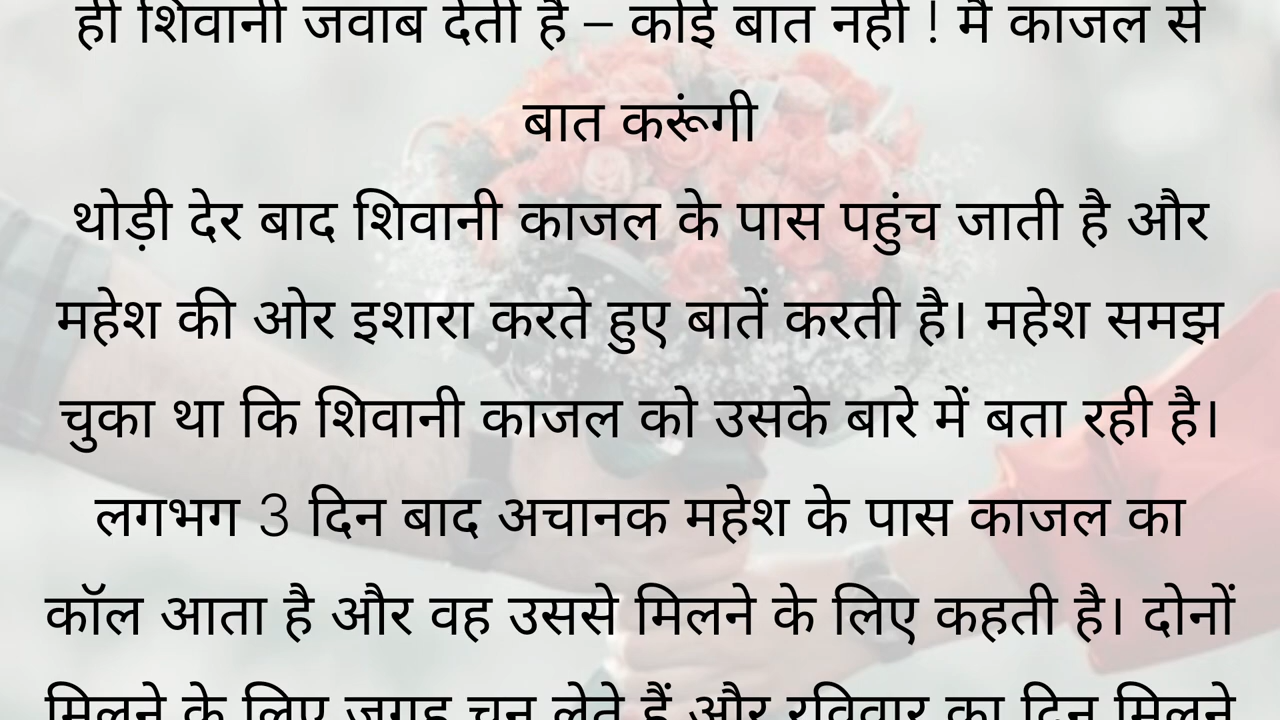 ही शिवानी जवाब देती है – कोई बात नही ! मै काजल से
बात करूंगी
थोड़ी देर बाद शिवानी काजल के पास पहुंच जाती है और
महेश की ओर इशारा करते हुए बातें करती है। महेश समझ
चुका था कि शिवानी काजल को उसके बारे में बता रही है।
लगभग 3 दिन बाद अचानक महेश के पास काजल का
कॉल आता है और वह उससे मिलने के लिए कहती है। दोनों
मिलने के लिए जगह चुन लेते हैं और रविवार का दिन मिलने